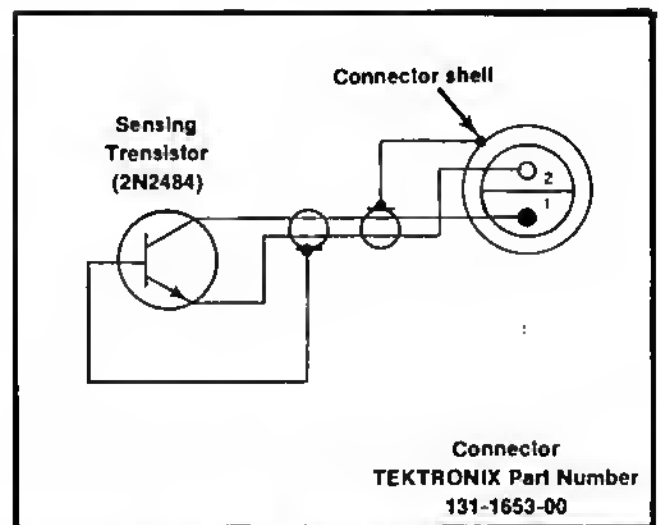 Connector shell
Sensing
Trensistor
(2N2484)
2
1
Connector
TEKTRONIX Part Number
131-1653-00